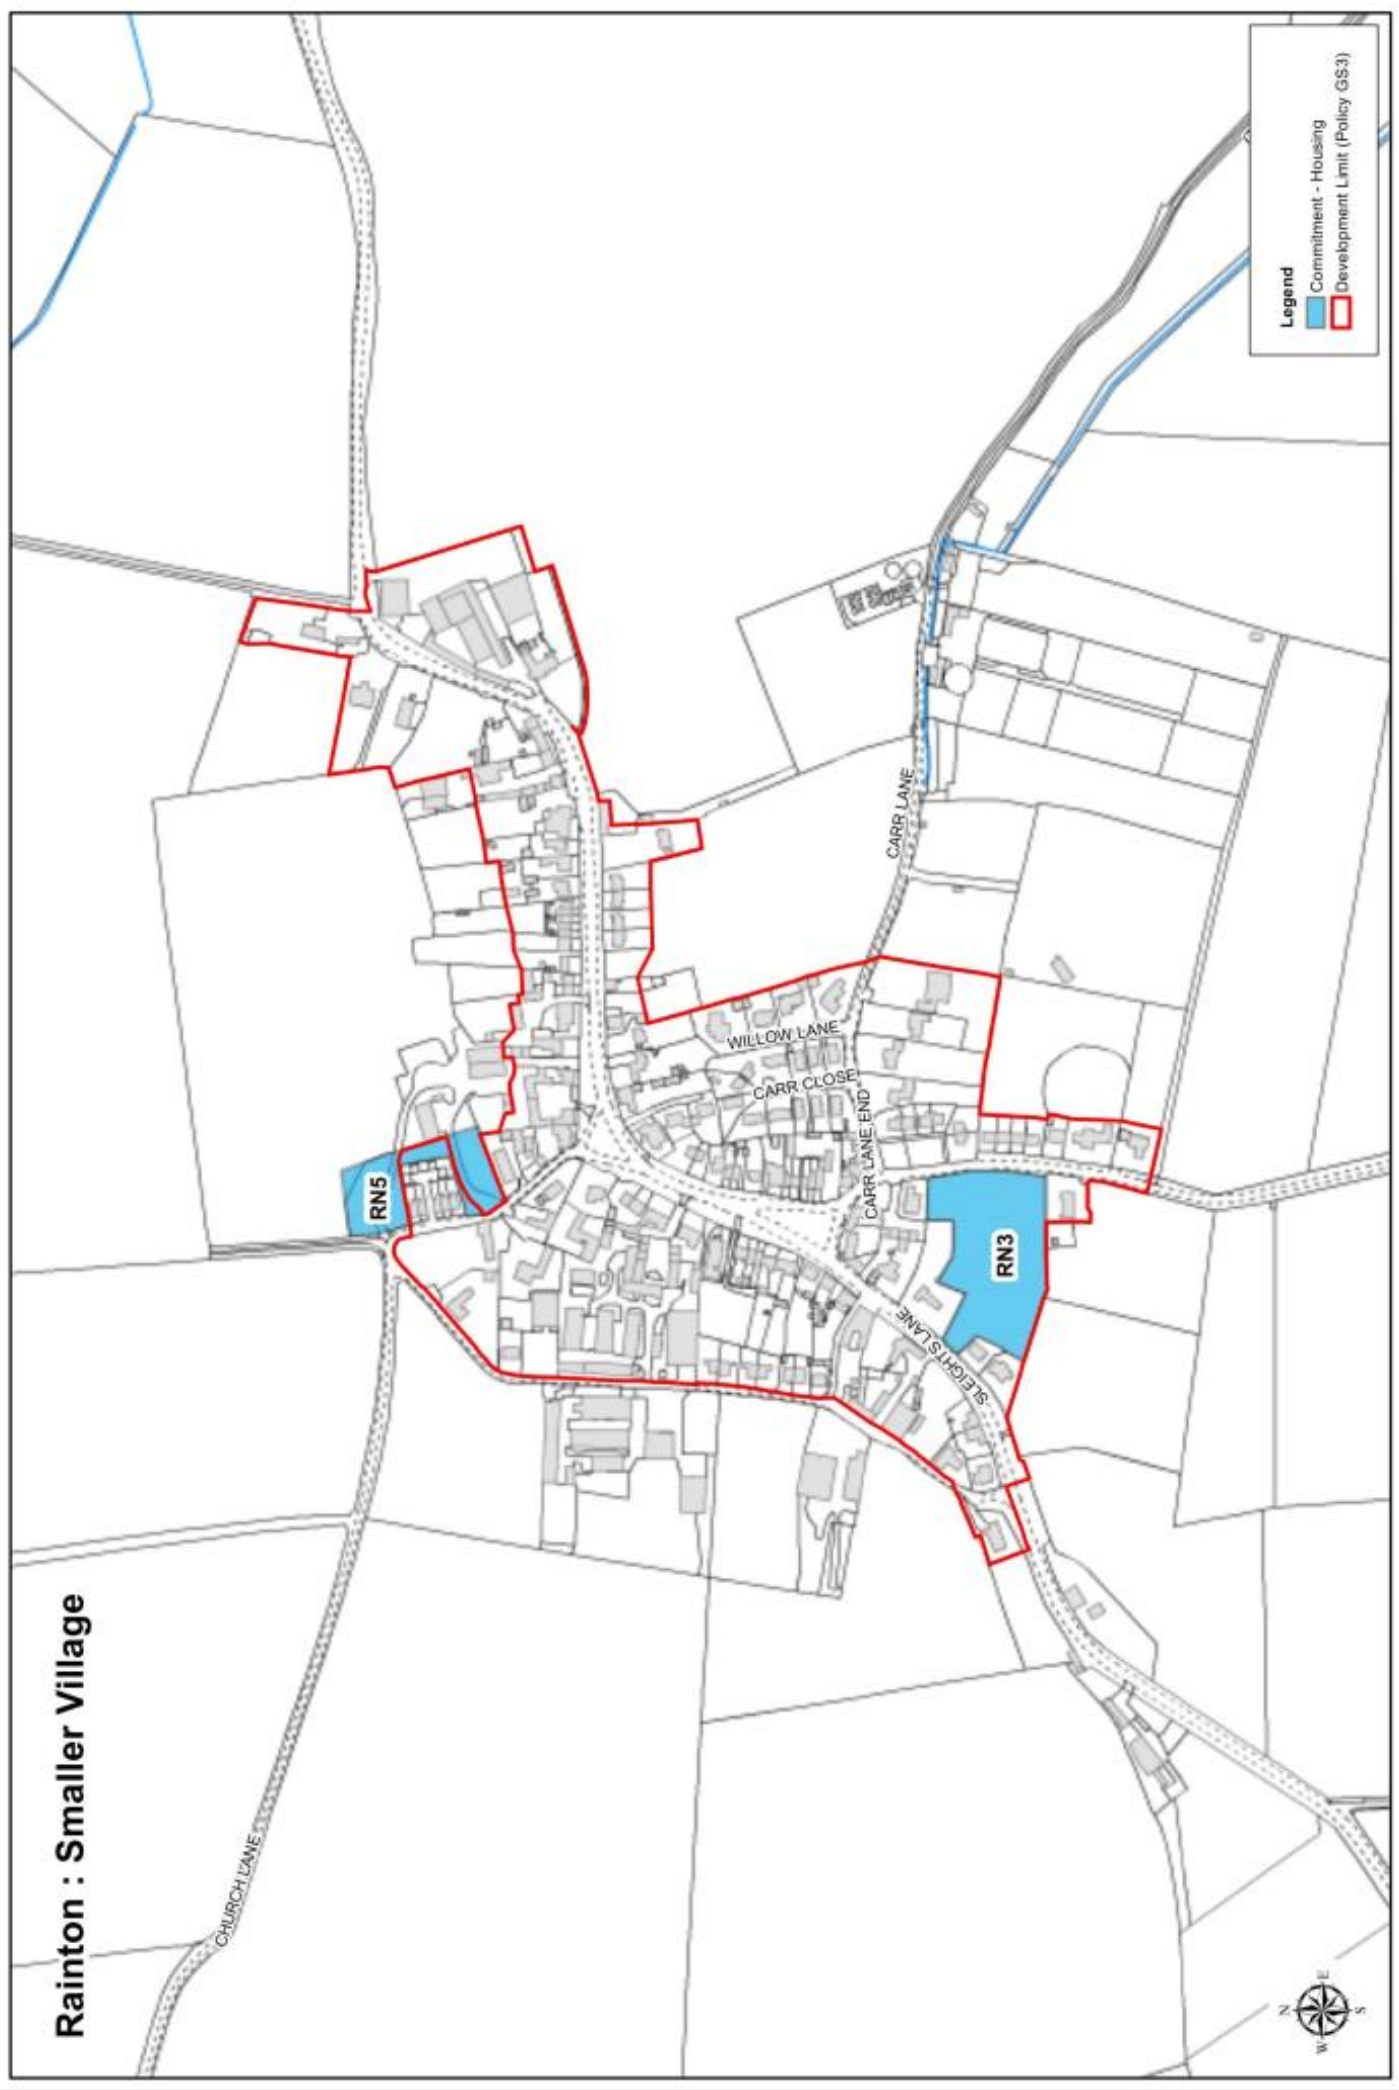 Rainton : Smaller Village
CHURCH LANE
RN5
WILLOW LANE
CARR CLOSE
CARR LANE
CARR LANE END
SLEIGHTS LANE
RN3
Legend
Commitment - Housing
Development Limit (Policy GS3)
N
W
E
S